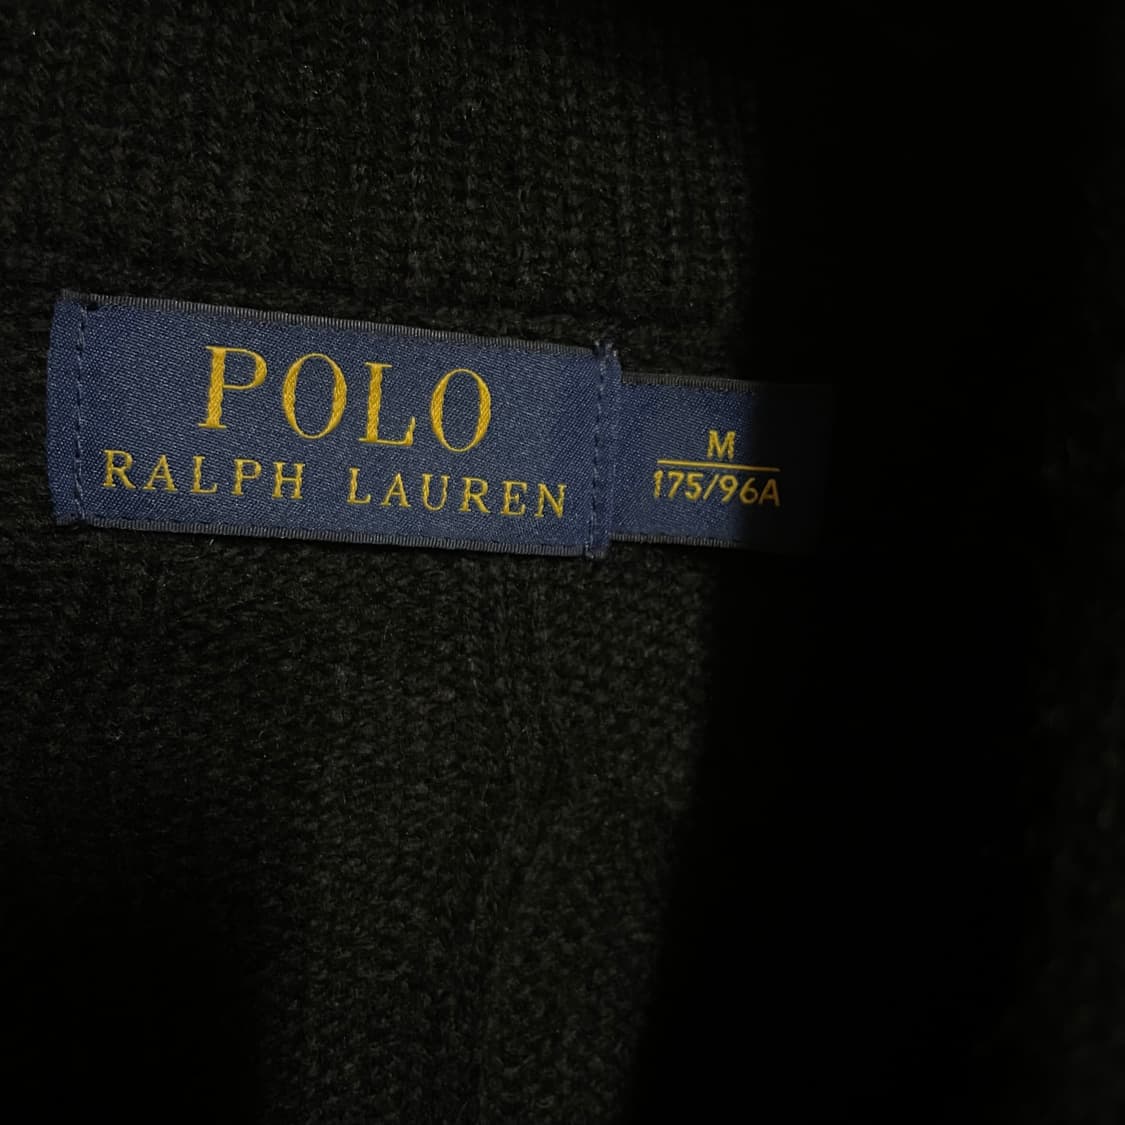 POLO
RALPH LAUREN
M
175/96A